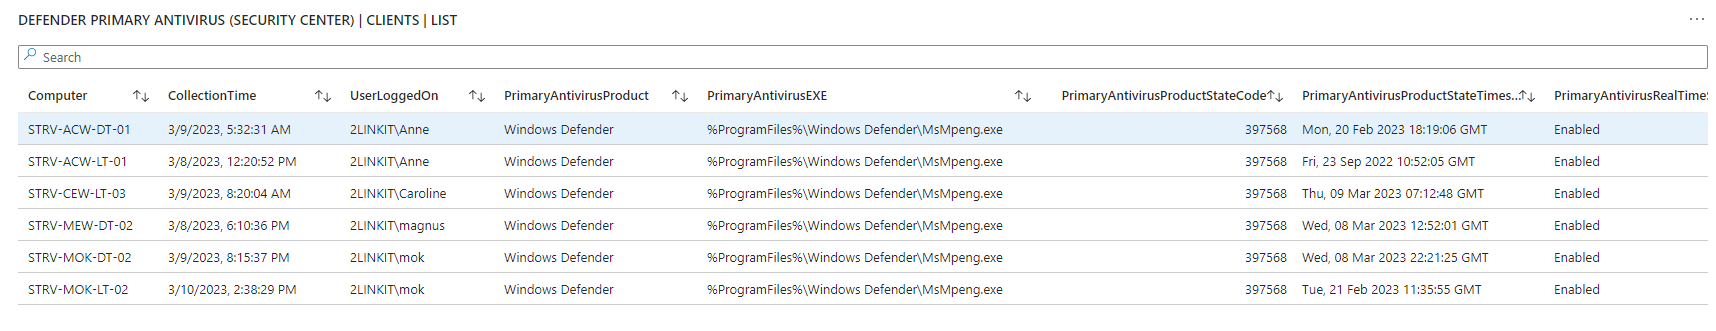 DEFENDER PRIMARY ANTIVIRUS (SECURITY CENTER) | CLIENTS | LIST
Search
Computer CollectionTime UserLoggedOn PrimaryAntivirusProduct PrimaryAntivirusEXE PrimaryAntivirusProductStateCode PrimaryAntivirusProductStateTimes... PrimaryAntivirusRealTimeS
STRV-ACW-DT-01 3/9/2023, 5:32:31 AM 2LINKIT\Anne Windows Defender %ProgramFiles%\Windows Defender\MsMpeng.exe 397568 Mon, 20 Feb 2023 18:19:06 GMT Enabled
STRV-ACW-LT-01 3/8/2023, 12:20:52 PM 2LINKIT\Anne Windows Defender %ProgramFiles%\Windows Defender\MsMpeng.exe 397568 Fri, 23 Sep 2022 10:52:05 GMT Enabled
STRV-CEW-LT-03 3/9/2023, 8:20:04 AM 2LINKIT\Caroline Windows Defender %ProgramFiles%\Windows Defender\MsMpeng.exe 397568 Thu, 09 Mar 2023 07:12:48 GMT Enabled
STRV-MEW-DT-02 3/8/2023, 6:10:36 PM 2LINKIT\magnus Windows Defender %ProgramFiles%\Windows Defender\MsMpeng.exe 397568 Wed, 08 Mar 2023 12:52:01 GMT Enabled
STRV-MOK-DT-02 3/9/2023, 8:15:37 PM 2LINKIT\mok Windows Defender %ProgramFiles%\Windows Defender\MsMpeng.exe 397568 Wed, 08 Mar 2023 22:21:25 GMT Enabled
STRV-MOK-LT-02 3/10/2023, 2:38:29 PM 2LINKIT\mok Windows Defender %ProgramFiles%\Windows Defender\MsMpeng.exe 397568 Tue, 21 Feb 2023 11:35:55 GMT Enabled